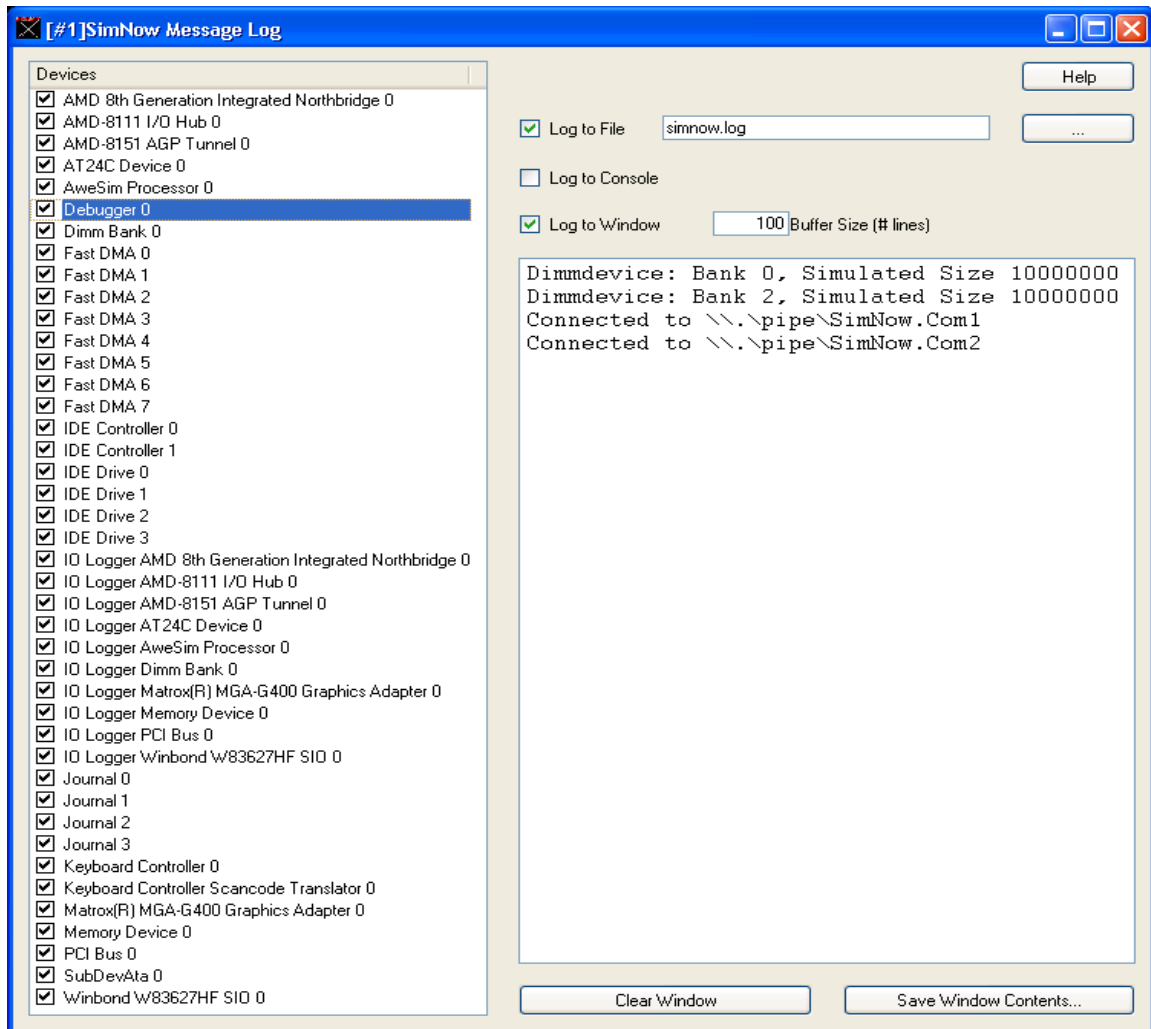 [#1]SimNow Message Log
Devices
AMD 8th Generation Integrated Northbridge 0
AMD-8111 I/O Hub 0
AMD-8151 AGP Tunnel 0
AT24C Device 0
AweSim Processor 0
Debugger 0
Dimm Bank 0
Fast DMA 0
Fast DMA 1
Fast DMA 2
Fast DMA 3
Fast DMA 4
Fast DMA 5
Fast DMA 6
Fast DMA 7
IDE Controller 0
IDE Controller 1
IDE Drive 0
IDE Drive 1
IDE Drive 2
IDE Drive 3
IO Logger AMD 8th Generation Integrated Northbridge 0
IO Logger AMD-8111 I/O Hub 0
IO Logger AMD-8151 AGP Tunnel 0
IO Logger AT24C Device 0
IO Logger AweSim Processor 0
IO Logger Dimm Bank 0
IO Logger Matrox(R) MGA-G400 Graphics Adapter 0
IO Logger Memory Device 0
IO Logger PCI Bus 0
IO Logger Winbond W83627HF SIO 0
Journal 0
Journal 1
Journal 2
Journal 3
Keyboard Controller 0
Keyboard Controller Scancode Translator 0
Matrox(R) MGA-G400 Graphics Adapter 0
Memory Device 0
PCI Bus 0
SubDevAta 0
Winbond W83627HF SIO 0
Help
Log to File simnow.log ...
Log to Console
Log to Window 100 Buffer Size (# lines)
Dimmdevice: Bank 0, Simulated Size 10000000
Dimmdevice: Bank 2, Simulated Size 10000000
Connected to \\.\pipe\SimNow.Com1
Connected to \\.\pipe\SimNow.Com2
Clear Window Save Window Contents...